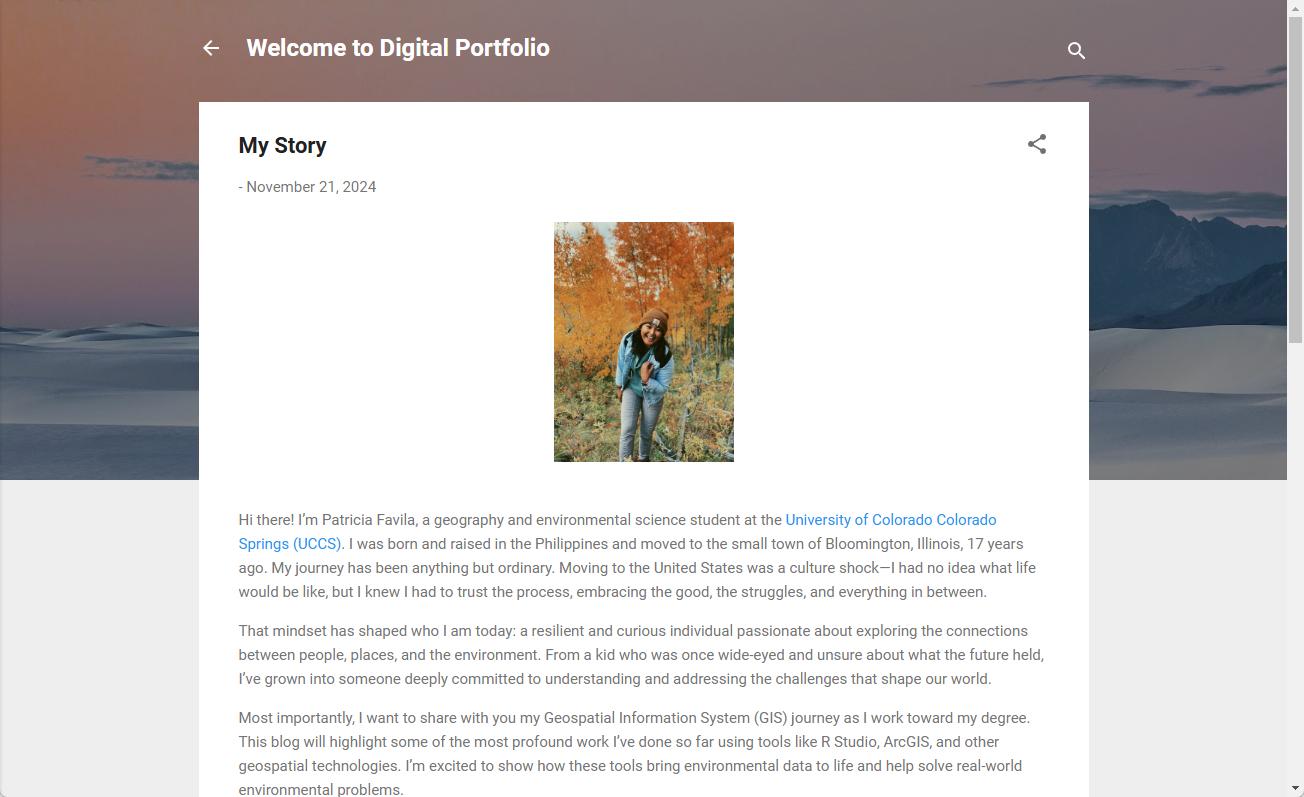 Welcome to Digital Portfolio
My Story
- November 21, 2024
Hi there! I’m Patricia Favila, a geography and environmental science student at the University of Colorado Colorado
Springs (UCCS). I was born and raised in the Philippines and moved to the small town of Bloomington, Illinois, 17 years
ago. My journey has been anything but ordinary. Moving to the United States was a culture shock—I had no idea what life
would be like, but I knew I had to trust the process, embracing the good, the struggles, and everything in between.
That mindset has shaped who I am today: a resilient and curious individual passionate about exploring the connections
between people, places, and the environment. From a kid who was once wide-eyed and unsure about what the future held,
I’ve grown into someone deeply committed to understanding and addressing the challenges that shape our world.
Most importantly, I want to share with you my Geospatial Information System (GIS) journey as I work toward my degree.
This blog will highlight some of the most profound work I’ve done so far using tools like R Studio, ArcGIS, and other
geospatial technologies. I’m excited to show how these tools bring environmental data to life and help solve real-world
environmental problems.